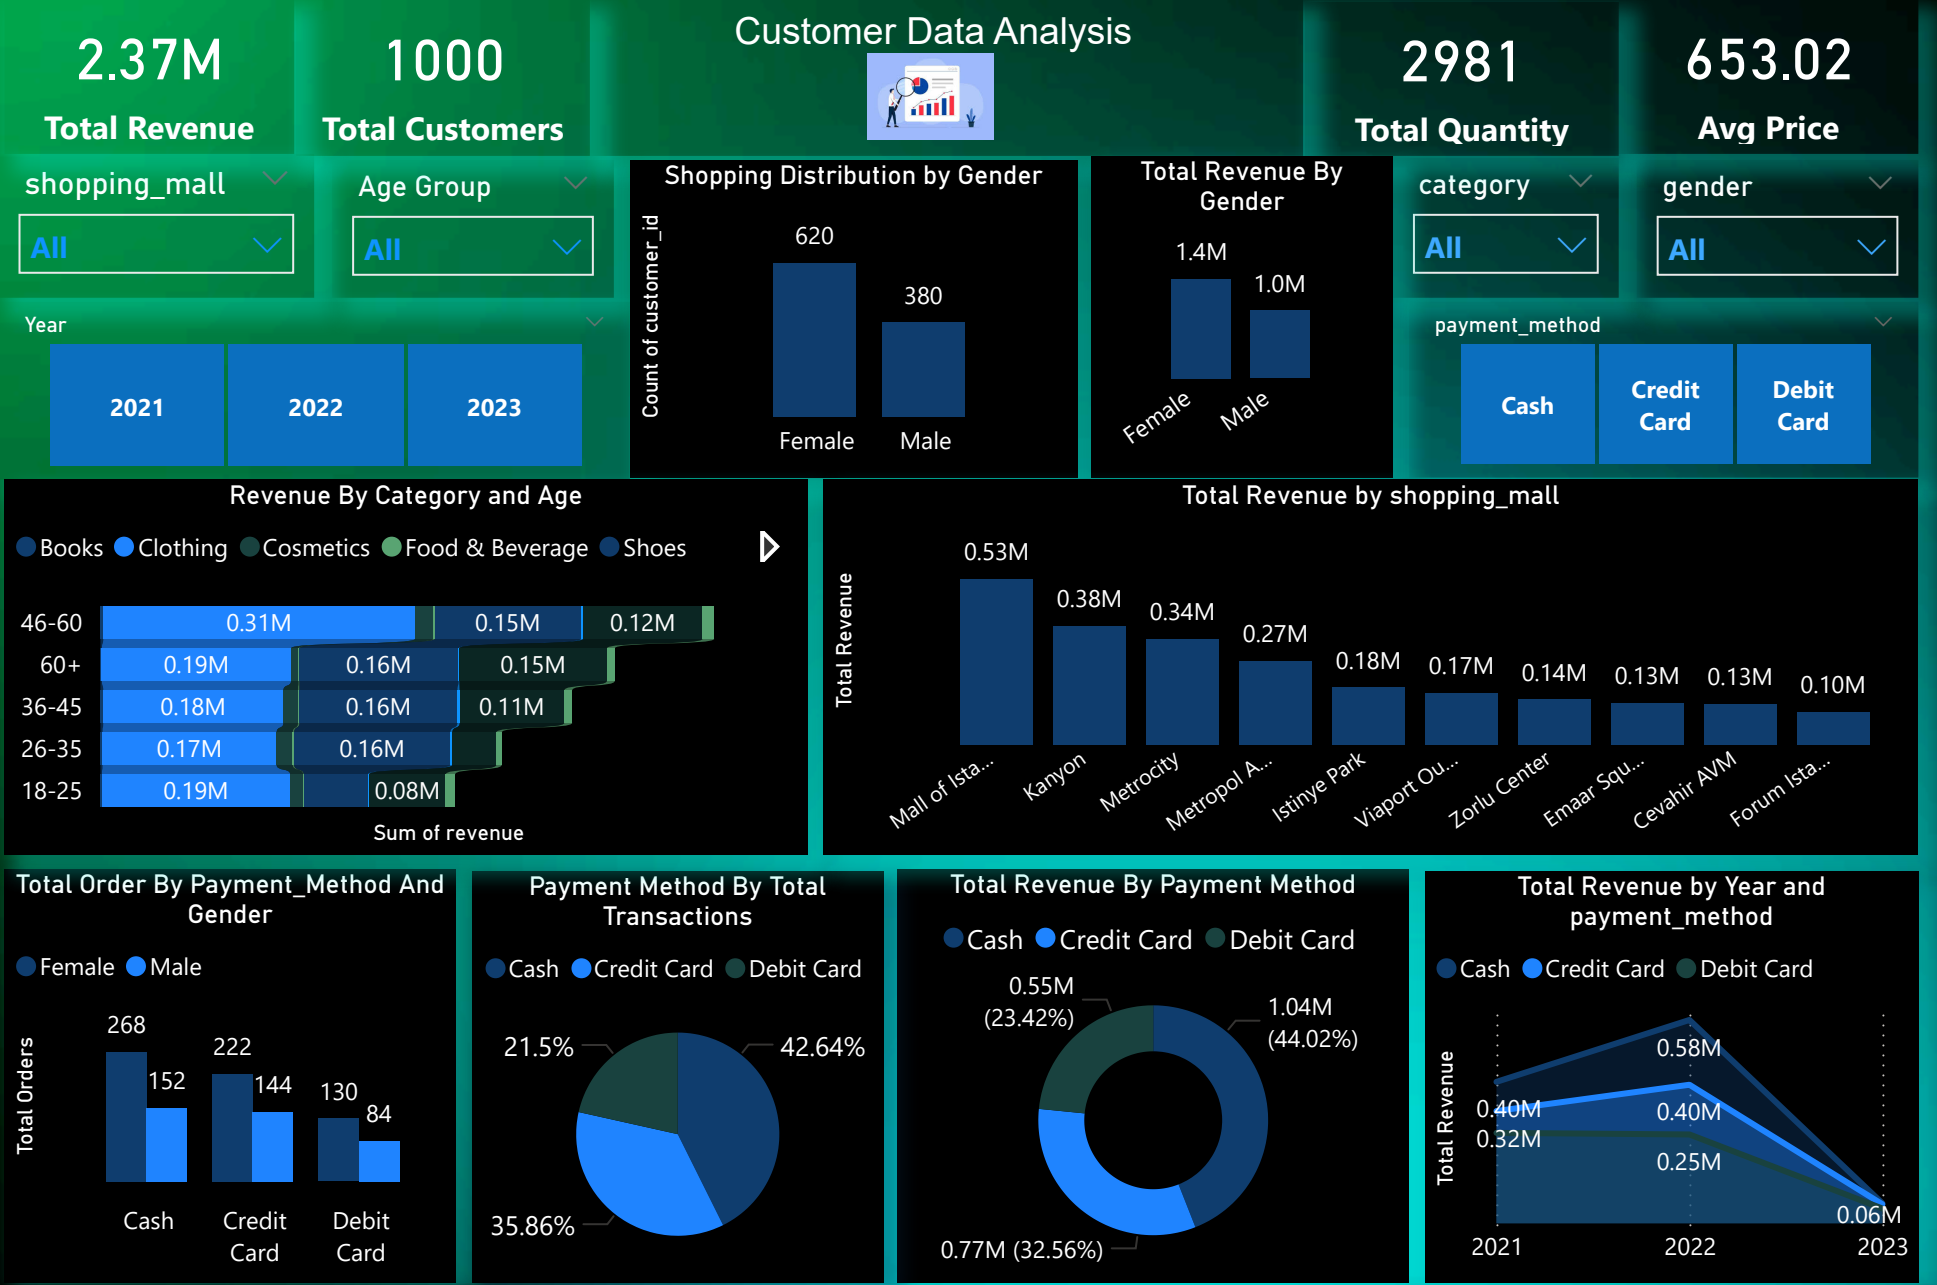 2.37M
Total Revenue
1000
Total Customers
Customer Data Analysis
2981
Total Quantity
653.02
Avg Price
shopping_mall
All
Age Group
All
category
All
gender
All
Year
2021
2022
2023
payment_method
Cash
Credit
Card
Debit
Card
Shopping Distribution by Gender
Count of customer_id
620
380
Female
Male
Total Revenue By
Gender
1.4M
1.0M
Female
Male
Revenue By Category and Age
Books
Clothing
Cosmetics
Food & Beverage
Shoes
46-60
0.31M
0.15M
0.12M
60+
0.19M
0.16M
0.15M
36-45
0.18M
0.16M
0.11M
26-35
0.17M
0.16M
18-25
0.19M
0.08M
Sum of revenue
Total Revenue by shopping_mall
Total Revenue
0.53M
0.38M
0.34M
0.27M
0.18M
0.17M
0.14M
0.13M
0.13M
0.10M
Mall of Ista...
Kanyon
Metrocity
Metropol A...
Istinye Park
Viaport Ou...
Zorlu Center
Emaar Squ...
Cevahir AVM
Forum Ista...
Total Order By Payment_Method And
Gender
Female
Male
Total Orders
268
152
222
144
130
84
Cash
Credit
Card
Debit
Card
Payment Method By Total
Transactions
Cash
Credit Card
Debit Card
21.5%
42.64%
35.86%
Total Revenue By Payment Method
Cash
Credit Card
Debit Card
0.55M
(23.42%)
1.04M
(44.02%)
0.77M (32.56%)
Total Revenue by Year and
payment_method
Cash
Credit Card
Debit Card
Total Revenue
0.58M
0.40M
0.40M
0.32M
0.25M
0.06M
2021
2022
2023